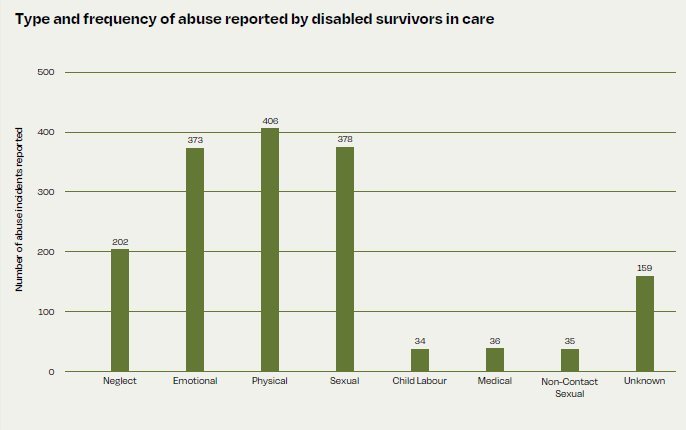 Type and frequency of abuse reported by disabled survivors in care
Number of abuse incidents reported
500
400
300
200
100
0
202
373
406
378
34
36
35
159
Neglect
Emotional
Physical
Sexual
Child Labour
Medical
Non-Contact
Sexual
Unknown